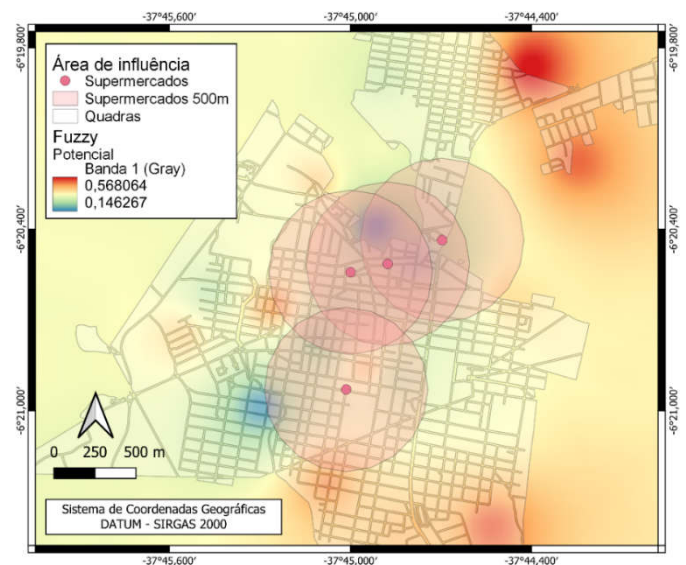 -37°45,600' -37°45,000' -37°44,400'
-6°19,800' -6°19,800'
Área de influência
Supermercados
Supermercados 500m
Quadras
Fuzzy
Potencial
Banda 1 (Gray)
0,568064
0,146267
-6°20,400' -6°20,400'
-6°21,000' -6°21,000'
0 250 500 m
Sistema de Coordenadas Geográficas
DATUM - SIRGAS 2000
-37°45,600' -37°45,000' -37°44,400'